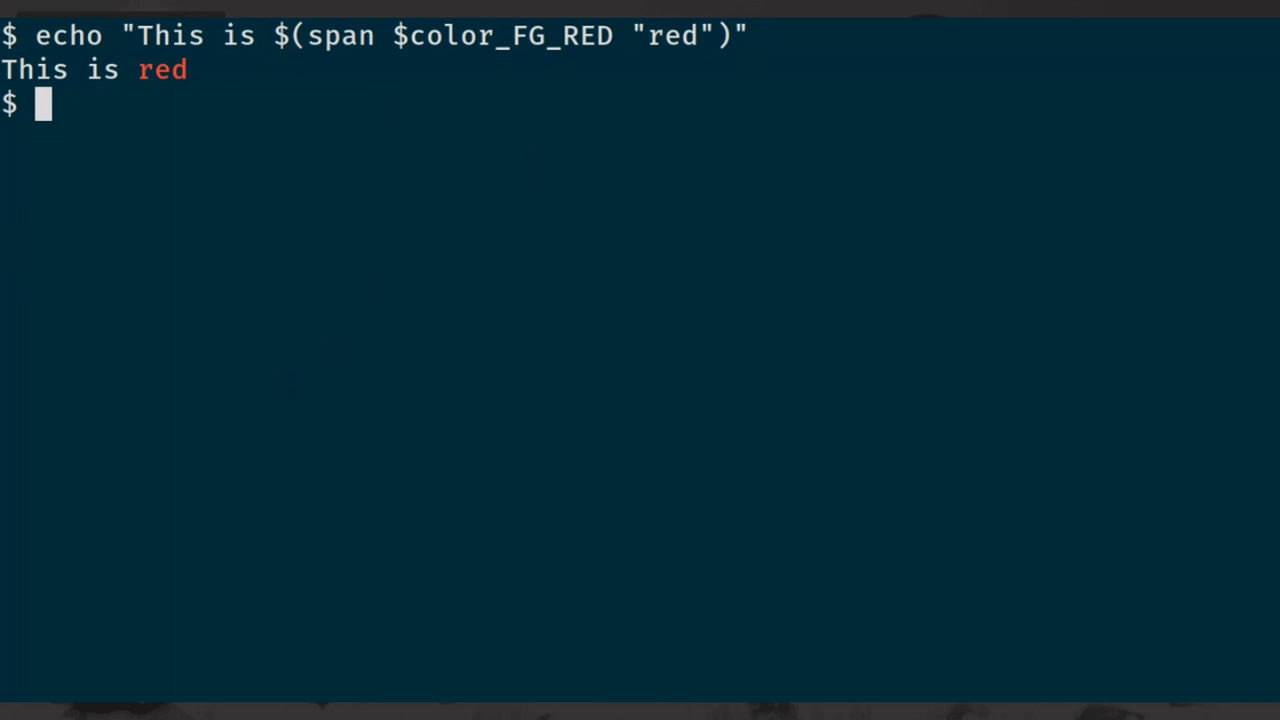 $ echo "This is $(span $color_FG_RED "red")"
This is red
$